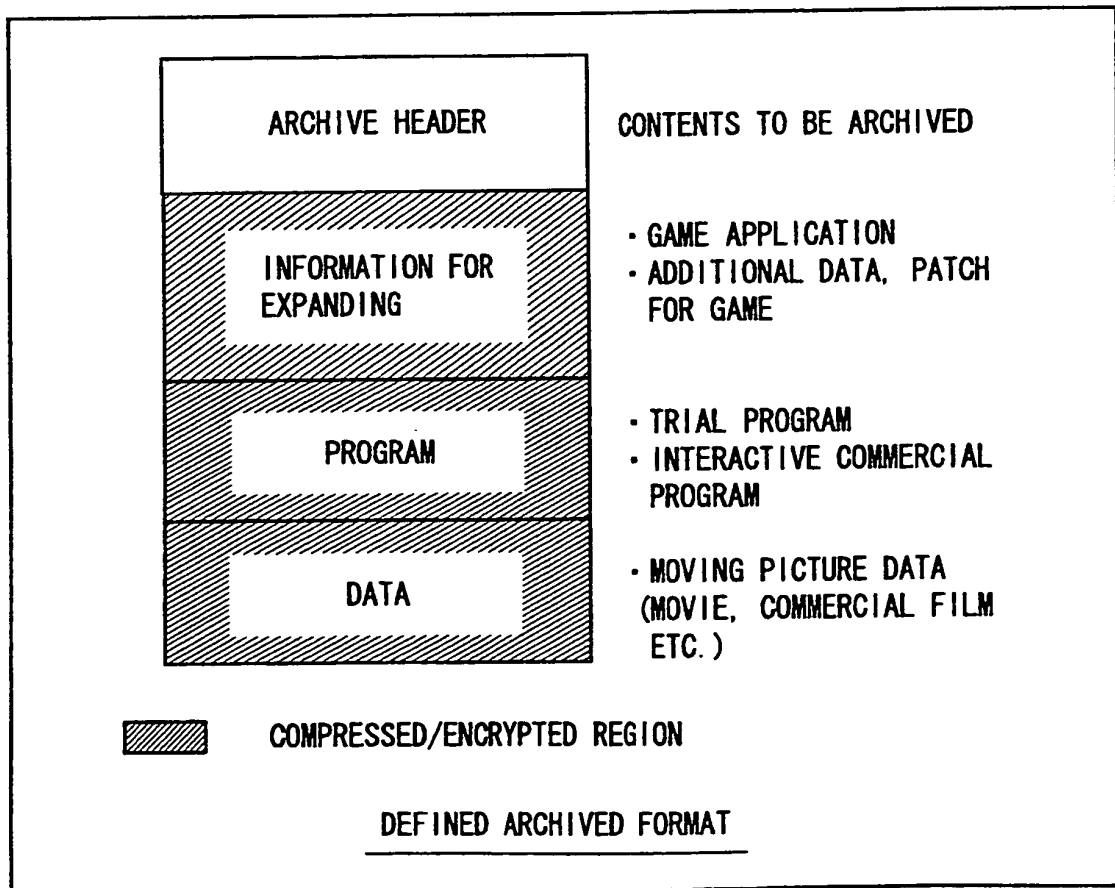 ARCHIVE HEADER
CONTENTS TO BE ARCHIVED
INFORMATION FOR
EXPANDING
· GAME APPLICATION
· ADDITIONAL DATA, PATCH
FOR GAME
PROGRAM
· TRIAL PROGRAM
· INTERACTIVE COMMERCIAL
PROGRAM
DATA
· MOVING PICTURE DATA
(MOVIE, COMMERCIAL FILM
ETC.)
COMPRESSED/ENCRYPTED REGION
DEFINED ARCHIVED FORMAT